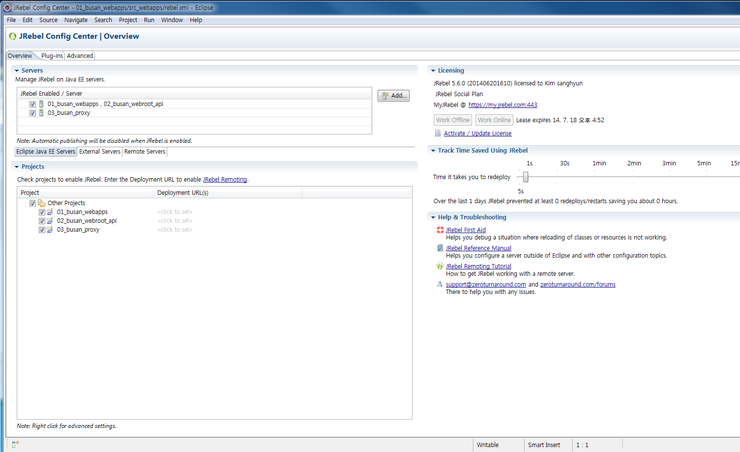 JRebel Config Center - 01_busan_webapps/src_webapps/rebel.xml - Eclipse
File Edit Source Navigate Search Project Run Window Help
JRebel Config Center | Overview
Overview Plug-ins Advanced
Servers
Manage JRebel on Java EE servers.
JRebel Enabled / Server
01_busan_webapps , 02_busan_webroot_api
03_busan_proxy
Add...
Note: Automatic publishing will be disabled when JRebel is enabled.
Eclipse Java EE Servers External Servers Remote Servers
Projects
Check projects to enable JRebel. Enter the Deployment URL to enable JRebel Remoting.
Project Deployment URL(s)
Other Projects
01_busan_webapps <click to set>
02_busan_webroot_api <click to set>
03_busan_proxy <click to set>
Note: Right click for advanced settings.
Licensing
JRebel 5.6.0 (201406201610) licensed to Kim sanghyun
JRebel Social Plan
MyJRebel @ https://my.jrebel.com:443
Work Offline Work Online Lease expires 14. 7. 18 오후 4:52
Activate / Update License
Track Time Saved Using JRebel
1s 30s 1min 2min 3min 5min 15m
Time it takes you to redeploy
5s
Over the last 1 days JRebel prevented at least 0 redeploys/restarts saving you about 0 hours.
Help & Troubleshooting
JRebel First Aid
Helps you debug a situation where reloading of classes or resources is not working.
JRebel Reference Manual
Helps you configure a server outside of Eclipse and with other configuration topics.
JRebel Remoting Tutorial
How to get JRebel working with a remote server.
support@zeroturnaround.com and zeroturnaround.com/forums
There to help you with any issues.
Writable Smart Insert 1 : 1